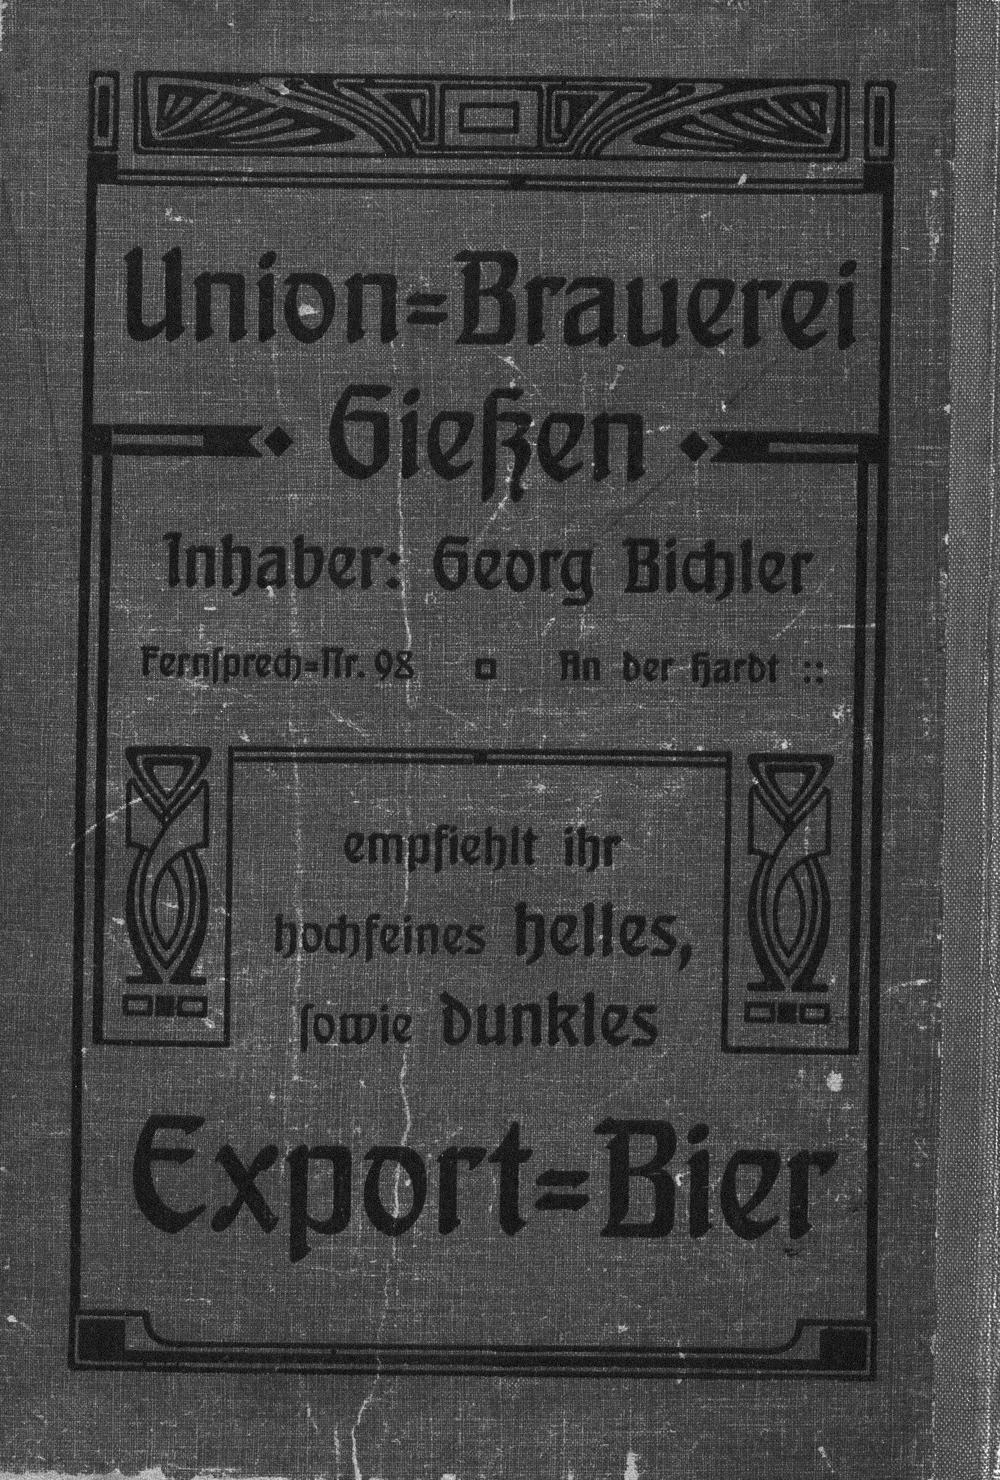 Union=Brauerei
Gießen
Inhaber: Georg Bichler
Fernſprech=Nr. 98 An der Hardt ::
empfiehlt ihr
hochfeines helles,
ſowie dunkles
Export=Bier